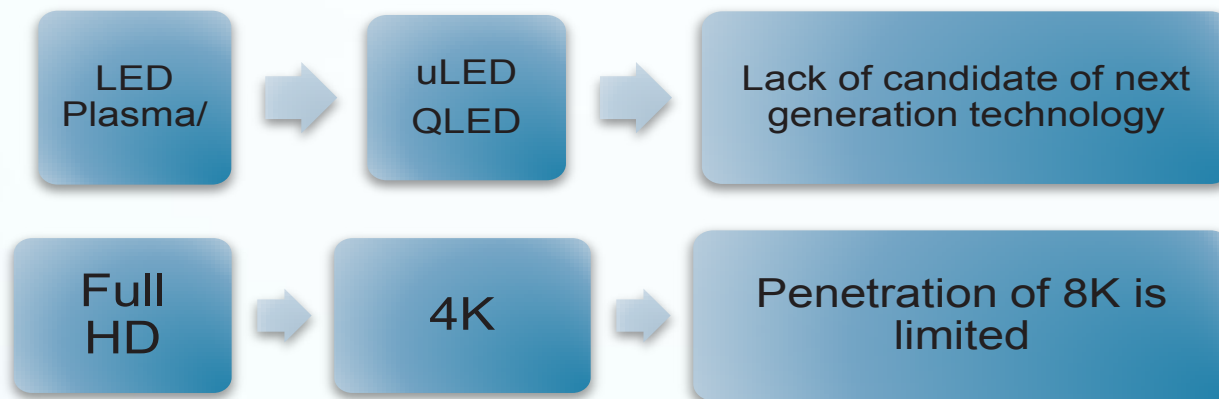 LED
Plasma/
uLED
QLED
Lack of candidate of next
generation technology
Full
HD
4K
Penetration of 8K is
limited